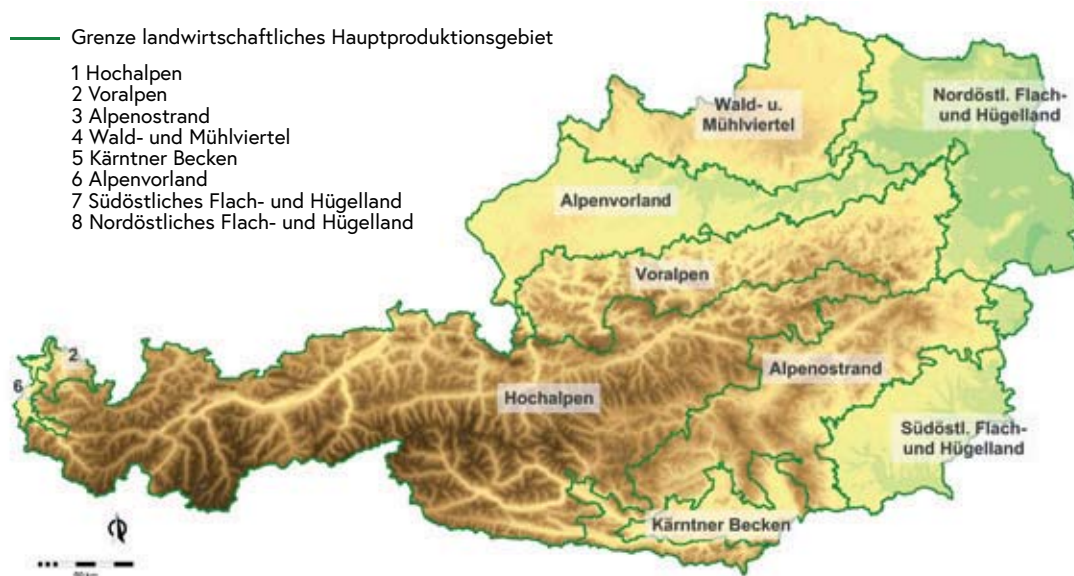 Grenze landwirtschaftliches Hauptproduktionsgebiet
1 Hochalpen
2 Voralpen
3 Alpenostrand
4 Wald- und Mühlviertel
5 Kärntner Becken
6 Alpenvorland
7 Südöstliches Flach- und Hügelland
8 Nordöstliches Flach- und Hügelland
Wald- u.
Mühlviertel
Nordöstl. Flach-
und Hügelland
Alpenvorland
Voralpen
2
6
Alpenostrand
Hochalpen
Südöstl. Flach-
und Hügelland
Kärntner Becken